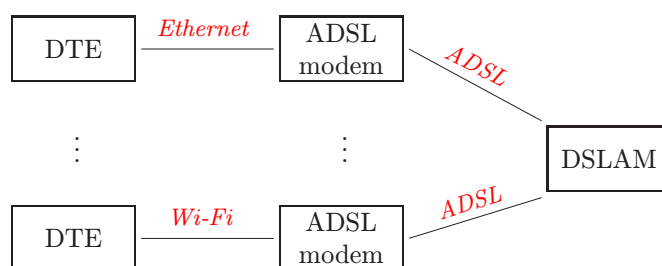 Ethernet
DTE
ADSL
modem
ADSL
DSLAM
Wi-Fi
DTE
ADSL
modem
ADSL